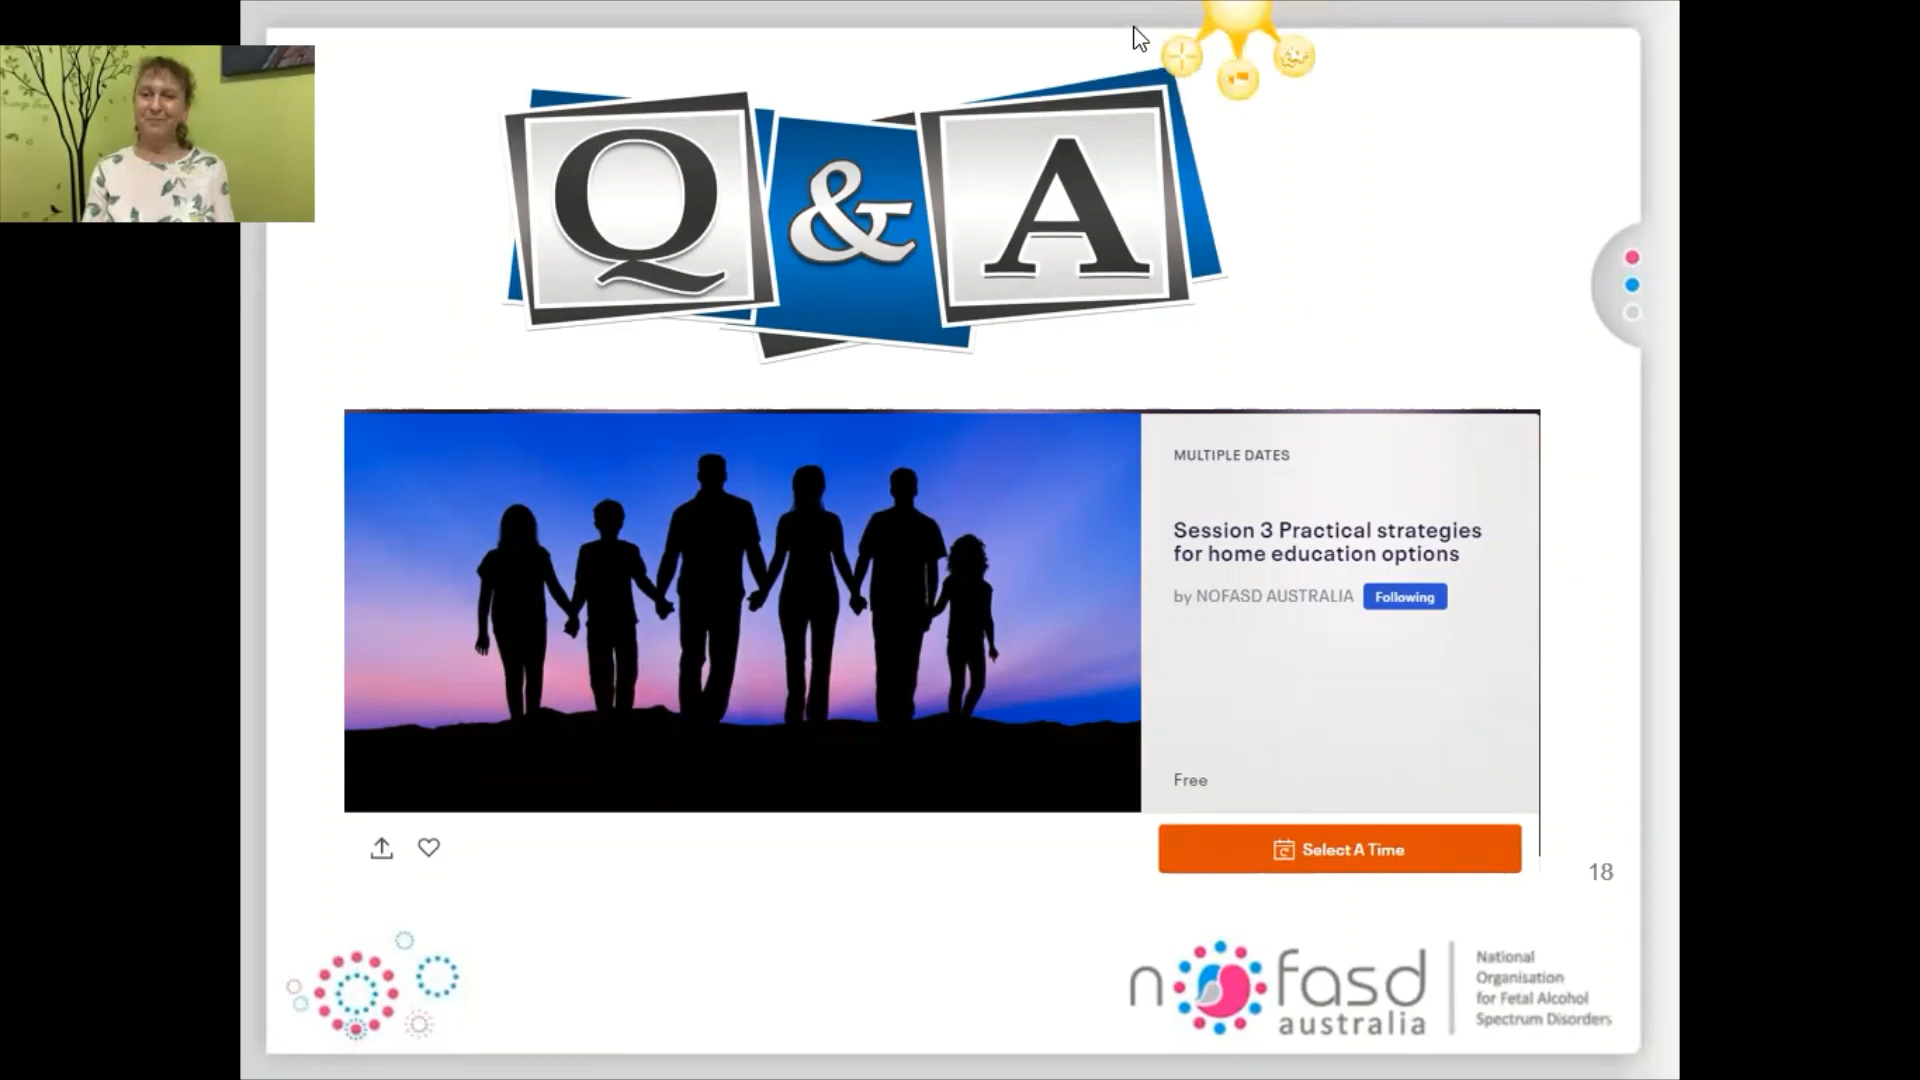 Q & A
MULTIPLE DATES
Session 3 Practical strategies
for home education options
by NOFASD AUSTRALIA Following
Free
Select A Time
18
nofasd
australia
National
Organisation
for Fetal Alcohol
Spectrum Disorders